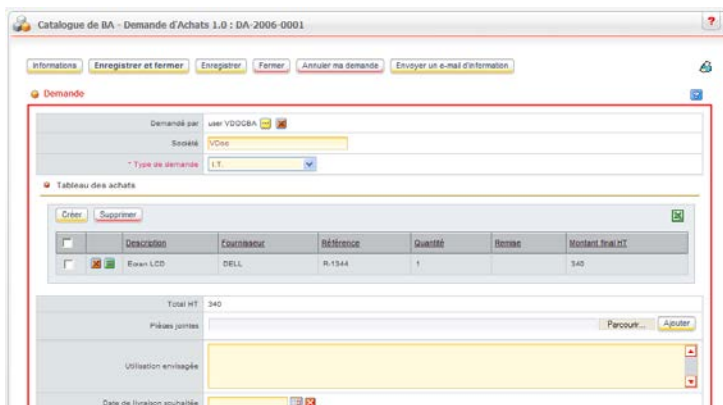 Catalogue de BA - Demande d'Achats 1.0 : DA-2006-0001
?
Informations Enregistrer et fermer Enregistrer Fermer Annuler ma demande Envoyer un e-mail d'information
Demande
Demandé par user VDOCBA
Société VDoc
* Type de demande I.T.
Tableau des achats
Créer Supprimer
Description Fournisseur Référence Quantité Remise Montant final HT
Ecran LCD DELL R-1344 1 340
Total HT 340
Pièces jointes Parcourir... Ajouter
Utilisation envisagée
Date de livraison souhaitée